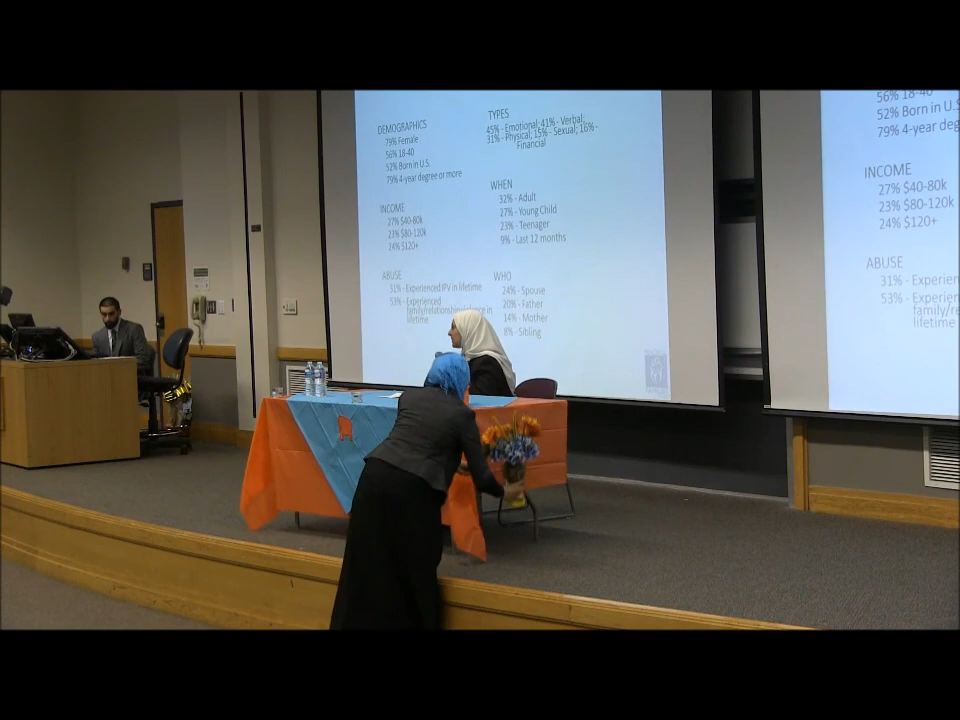 DEMOGRAPHICS
79% Female
56% 18-40
52% Born in U.S.
79% 4-year degree or more
INCOME
27% $40-80k
23% $80-120k
24% $120+
ABUSE
31% - Experienced IPV in lifetime
53% - Experienced
family/relationship violence in
lifetime
TYPES
45% - Emotional; 41% - Verbal;
31% - Physical; 15% - Sexual; 16% -
Financial
WHEN
32% - Adult
27% - Young Child
23% - Teenager
9% - Last 12 months
WHO
24% - Spouse
20% - Father
14% - Mother
8% - Sibling
56% 18-40
52% Born in U.S
79% 4-year deg
INCOME
27% $40-80k
23% $80-120k
24% $120+
ABUSE
31% - Experien
53% - Experien
family/re
lifetime